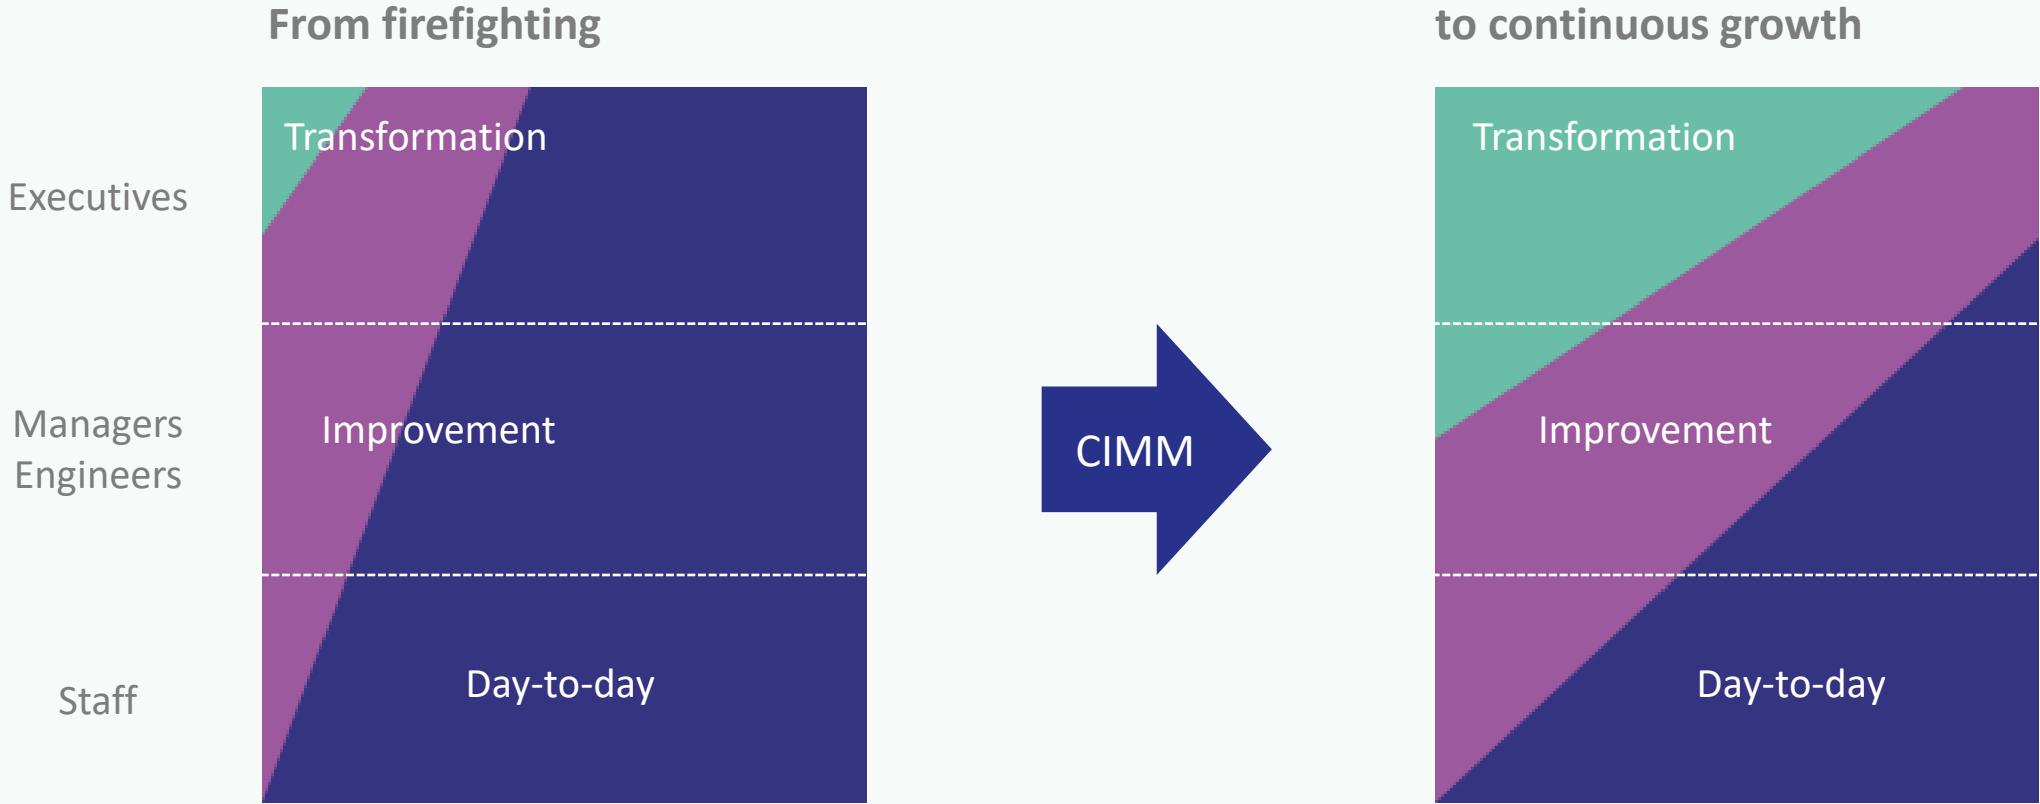 From firefighting
to continuous growth
Executives
Managers
Engineers
Staff
Transformation
Improvement
Day-to-day
CIMM
Transformation
Improvement
Day-to-day